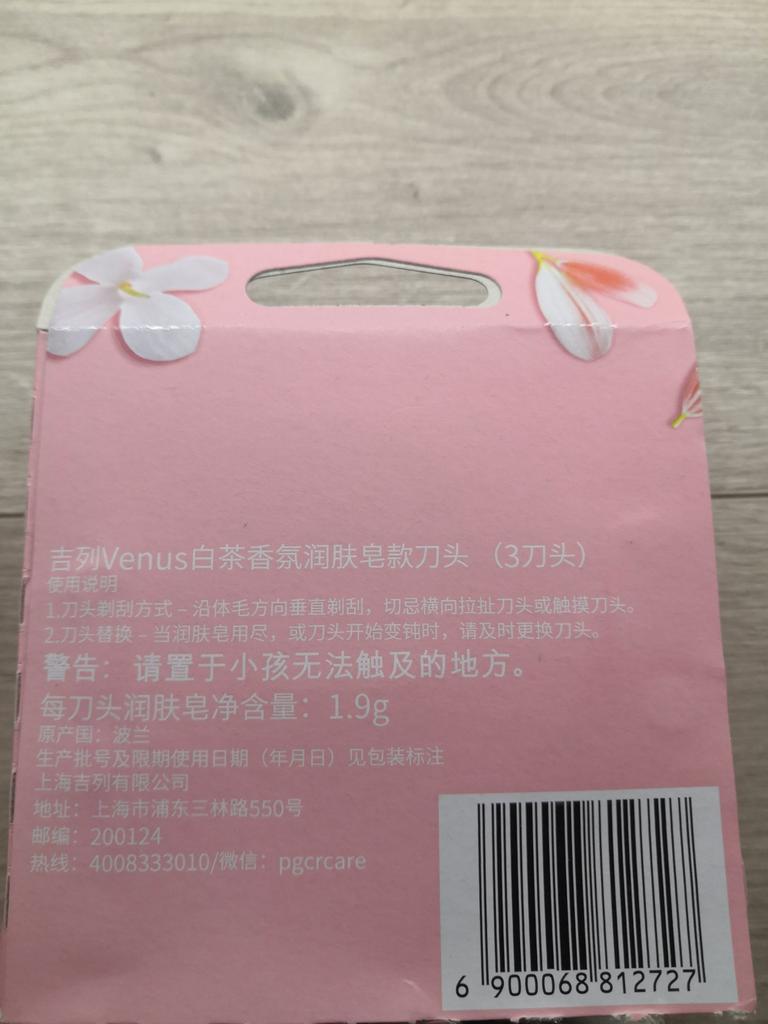 吉列Venus白茶香氛润肤皂款刀头 （3刀头）
使用说明
1.刀头剃刮方式 – 沿体毛方向垂直剃刮，切忌横向拉扯刀头或触摸刀头。
2.刀头替换 – 当润肤皂用尽，或刀头开始变钝时，请及时更换刀头。
警告：请置于小孩无法触及的地方。
每刀头润肤皂净含量：1.9g
原产国：波兰
生产批号及限期使用日期（年月日）见包装标注
上海吉列有限公司
地址：上海市浦东三林路550号
邮编：200124
热线：4008333010/微信：pgcrcare
6 900068 812727